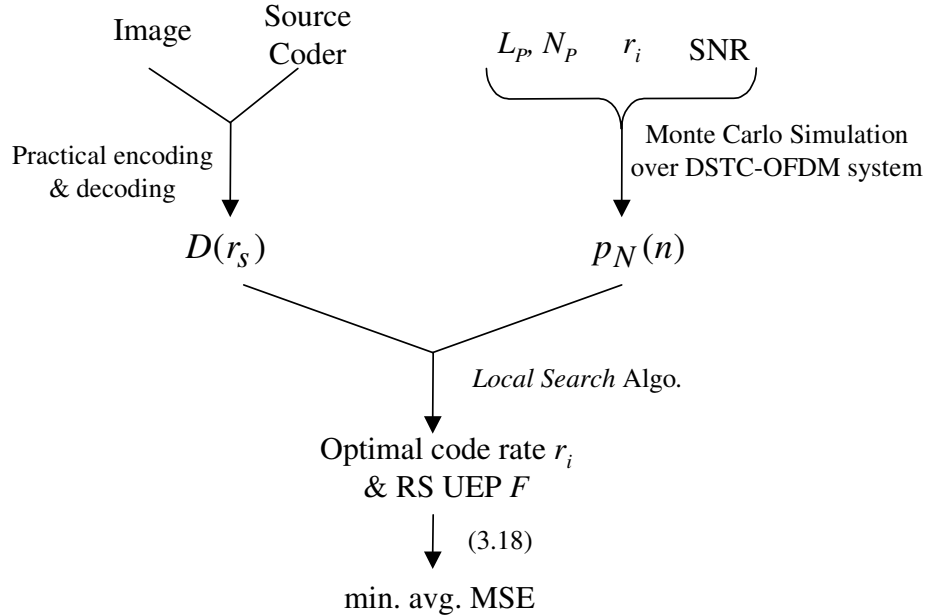 Image
Source
Coder
L_P, N_P r_i SNR
Practical encoding
& decoding
Monte Carlo Simulation
over DSTC-OFDM system
D(r_s)
p_N(n)
Local Search Algo.
Optimal code rate r_i
& RS UEP F
(3.18)
min. avg. MSE